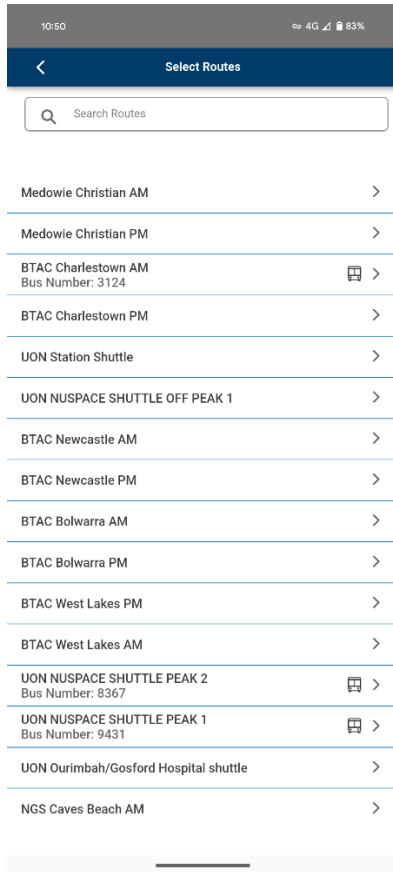 10:50
4G 83%
Select Routes
Search Routes
Medowie Christian AM
Medowie Christian PM
BTAC Charlestown AM
Bus Number: 3124
BTAC Charlestown PM
UON Station Shuttle
UON NUSPACE SHUTTLE OFF PEAK 1
BTAC Newcastle AM
BTAC Newcastle PM
BTAC Bolwarra AM
BTAC Bolwarra PM
BTAC West Lakes PM
BTAC West Lakes AM
UON NUSPACE SHUTTLE PEAK 2
Bus Number: 8367
UON NUSPACE SHUTTLE PEAK 1
Bus Number: 9431
UON Ourimbah/Gosford Hospital shuttle
NGS Caves Beach AM